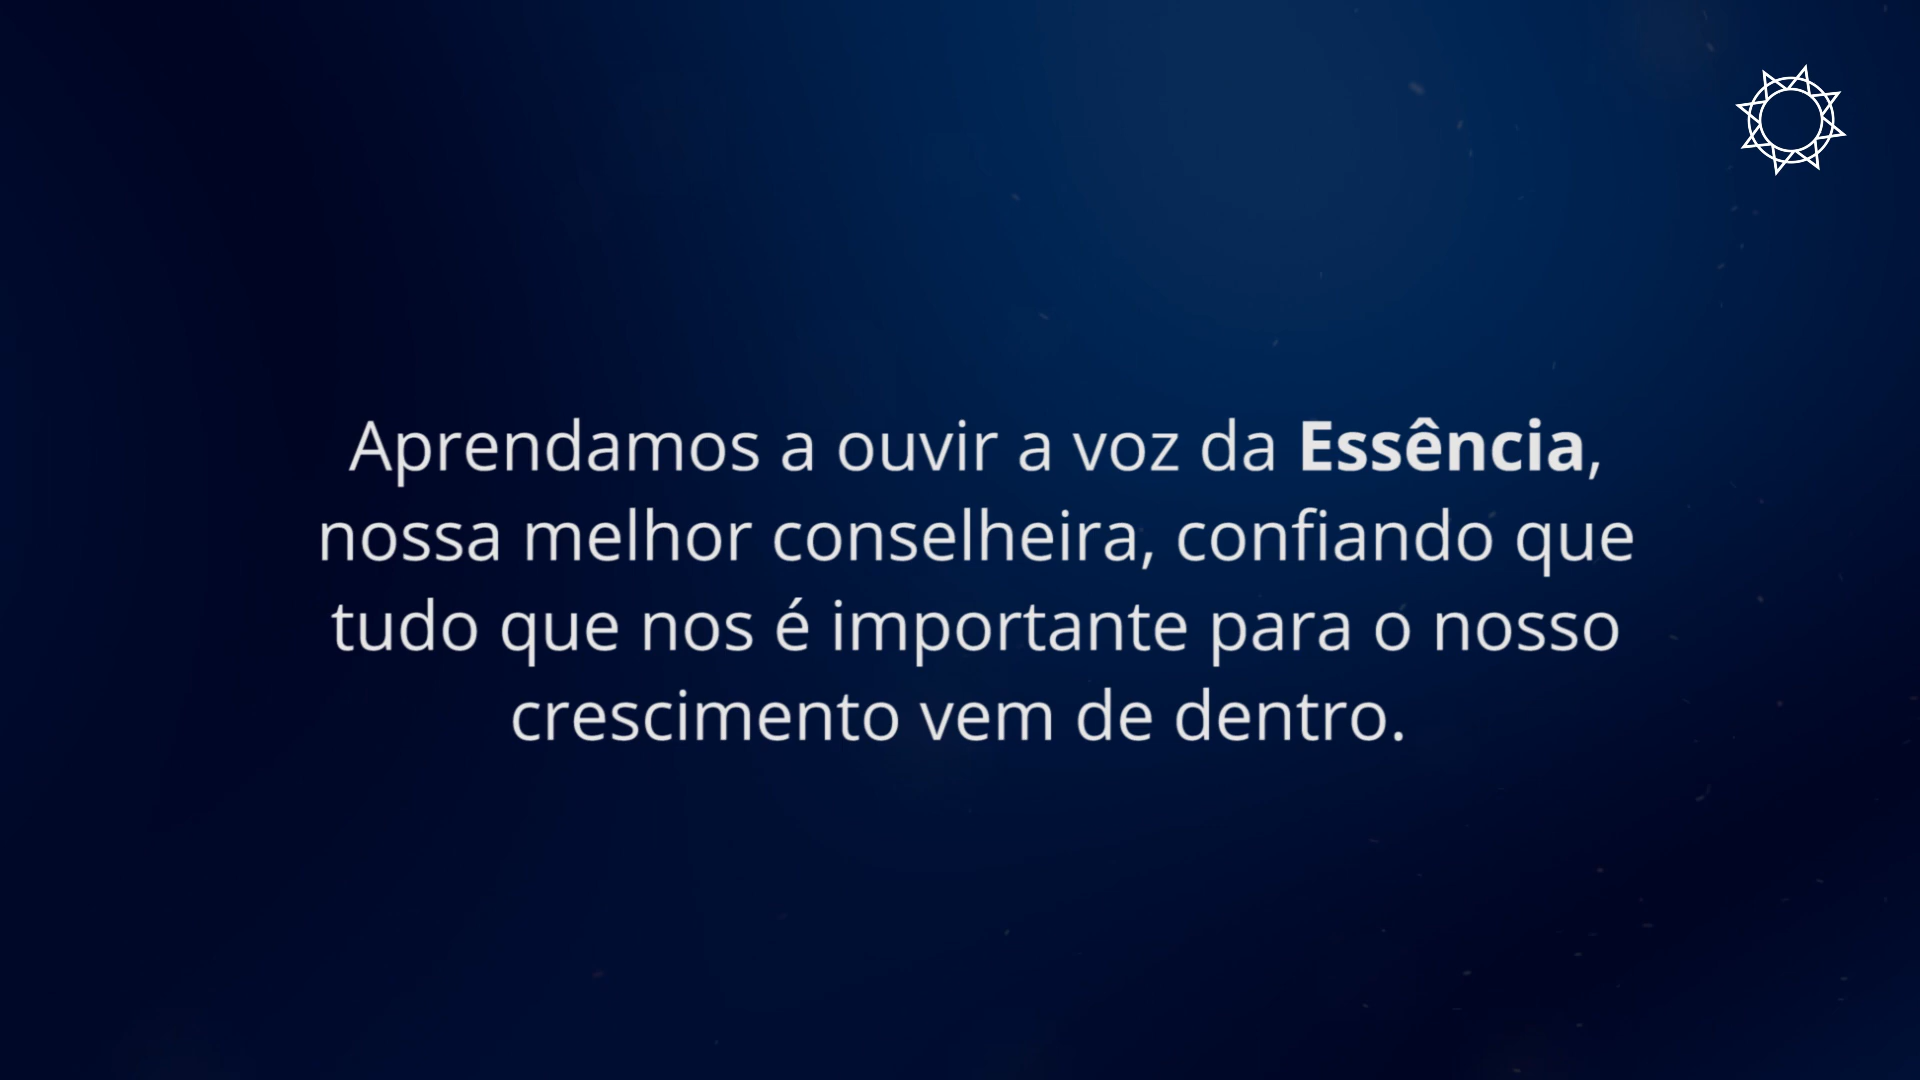 Aprendamos a ouvir a voz da Essência,
nossa melhor conselheira, confiando que
tudo que nos é importante para o nosso
crescimento vem de dentro.